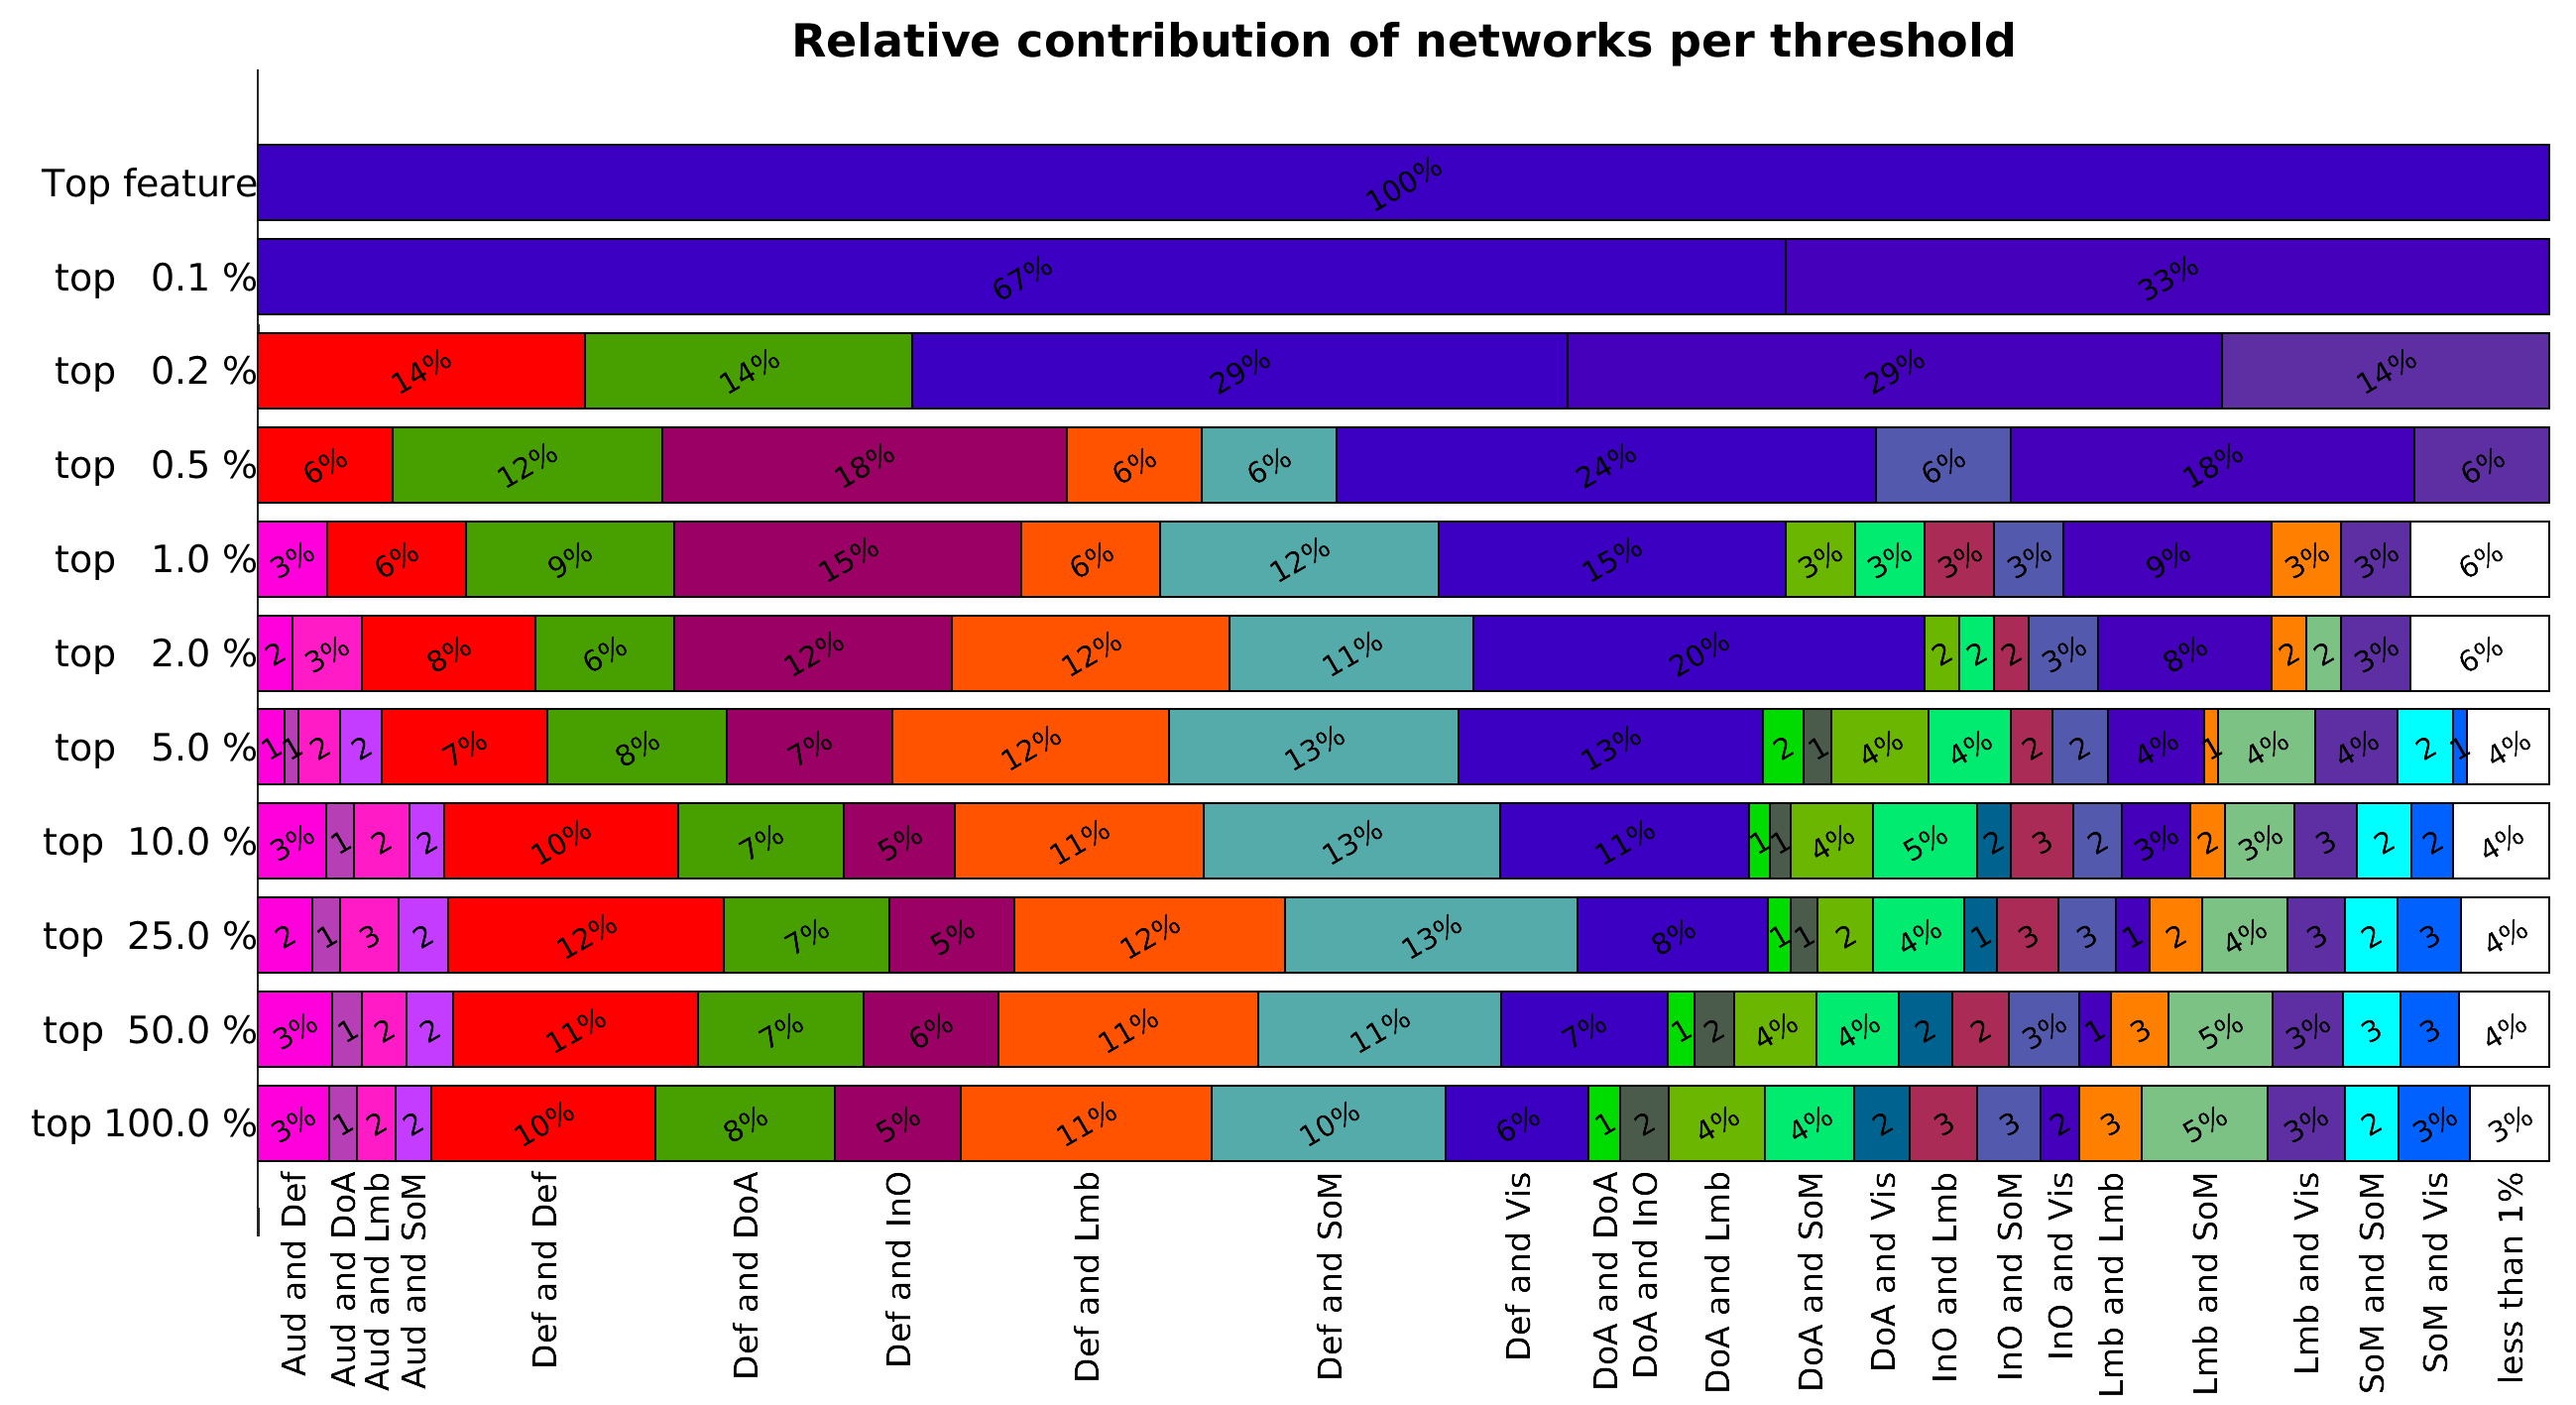 Relative contribution of networks per threshold
Top feature 100%
top 0.1 % 67% 33%
top 0.2 % 14% 14% 29% 29% 14%
top 0.5 % 6% 12% 18% 6% 6% 24% 6% 18% 6%
top 1.0 % 3% 6% 9% 15% 6% 12% 15% 3% 3% 3% 3% 9% 3% 3% 6%
top 2.0 % 2 3% 8% 6% 12% 12% 11% 20% 2 2 2 3% 8% 2 2 3% 6%
top 5.0 % 1 1 2 2 7% 8% 7% 12% 13% 13% 2 1 4% 4% 2 2 4% 1 4% 4% 2 1 4%
top 10.0 % 3% 1 2 2 10% 7% 5% 11% 13% 11% 1 1 4% 5% 2 3 2 3% 2 3% 3 2 2 4%
top 25.0 % 2 1 3 2 12% 7% 5% 12% 13% 8% 1 1 2 4% 1 3 3 1 2 4% 3 2 3 4%
top 50.0 % 3% 1 2 2 11% 7% 6% 11% 11% 7% 1 2 4% 4% 2 2 3% 1 3 5% 3% 3 3 4%
top 100.0 % 3% 1 2 2 10% 8% 5% 11% 10% 6% 1 2 4% 4% 2 3 3 2 3 5% 3% 2 3% 3%
Aud and Def
Aud and DoA
Aud and Lmb
Aud and SoM
Def and Def
Def and DoA
Def and InO
Def and Lmb
Def and SoM
Def and Vis
DoA and DoA
DoA and InO
DoA and Lmb
DoA and SoM
DoA and Vis
InO and Lmb
InO and SoM
InO and Vis
Lmb and Lmb
Lmb and SoM
Lmb and Vis
SoM and SoM
SoM and Vis
less than 1%